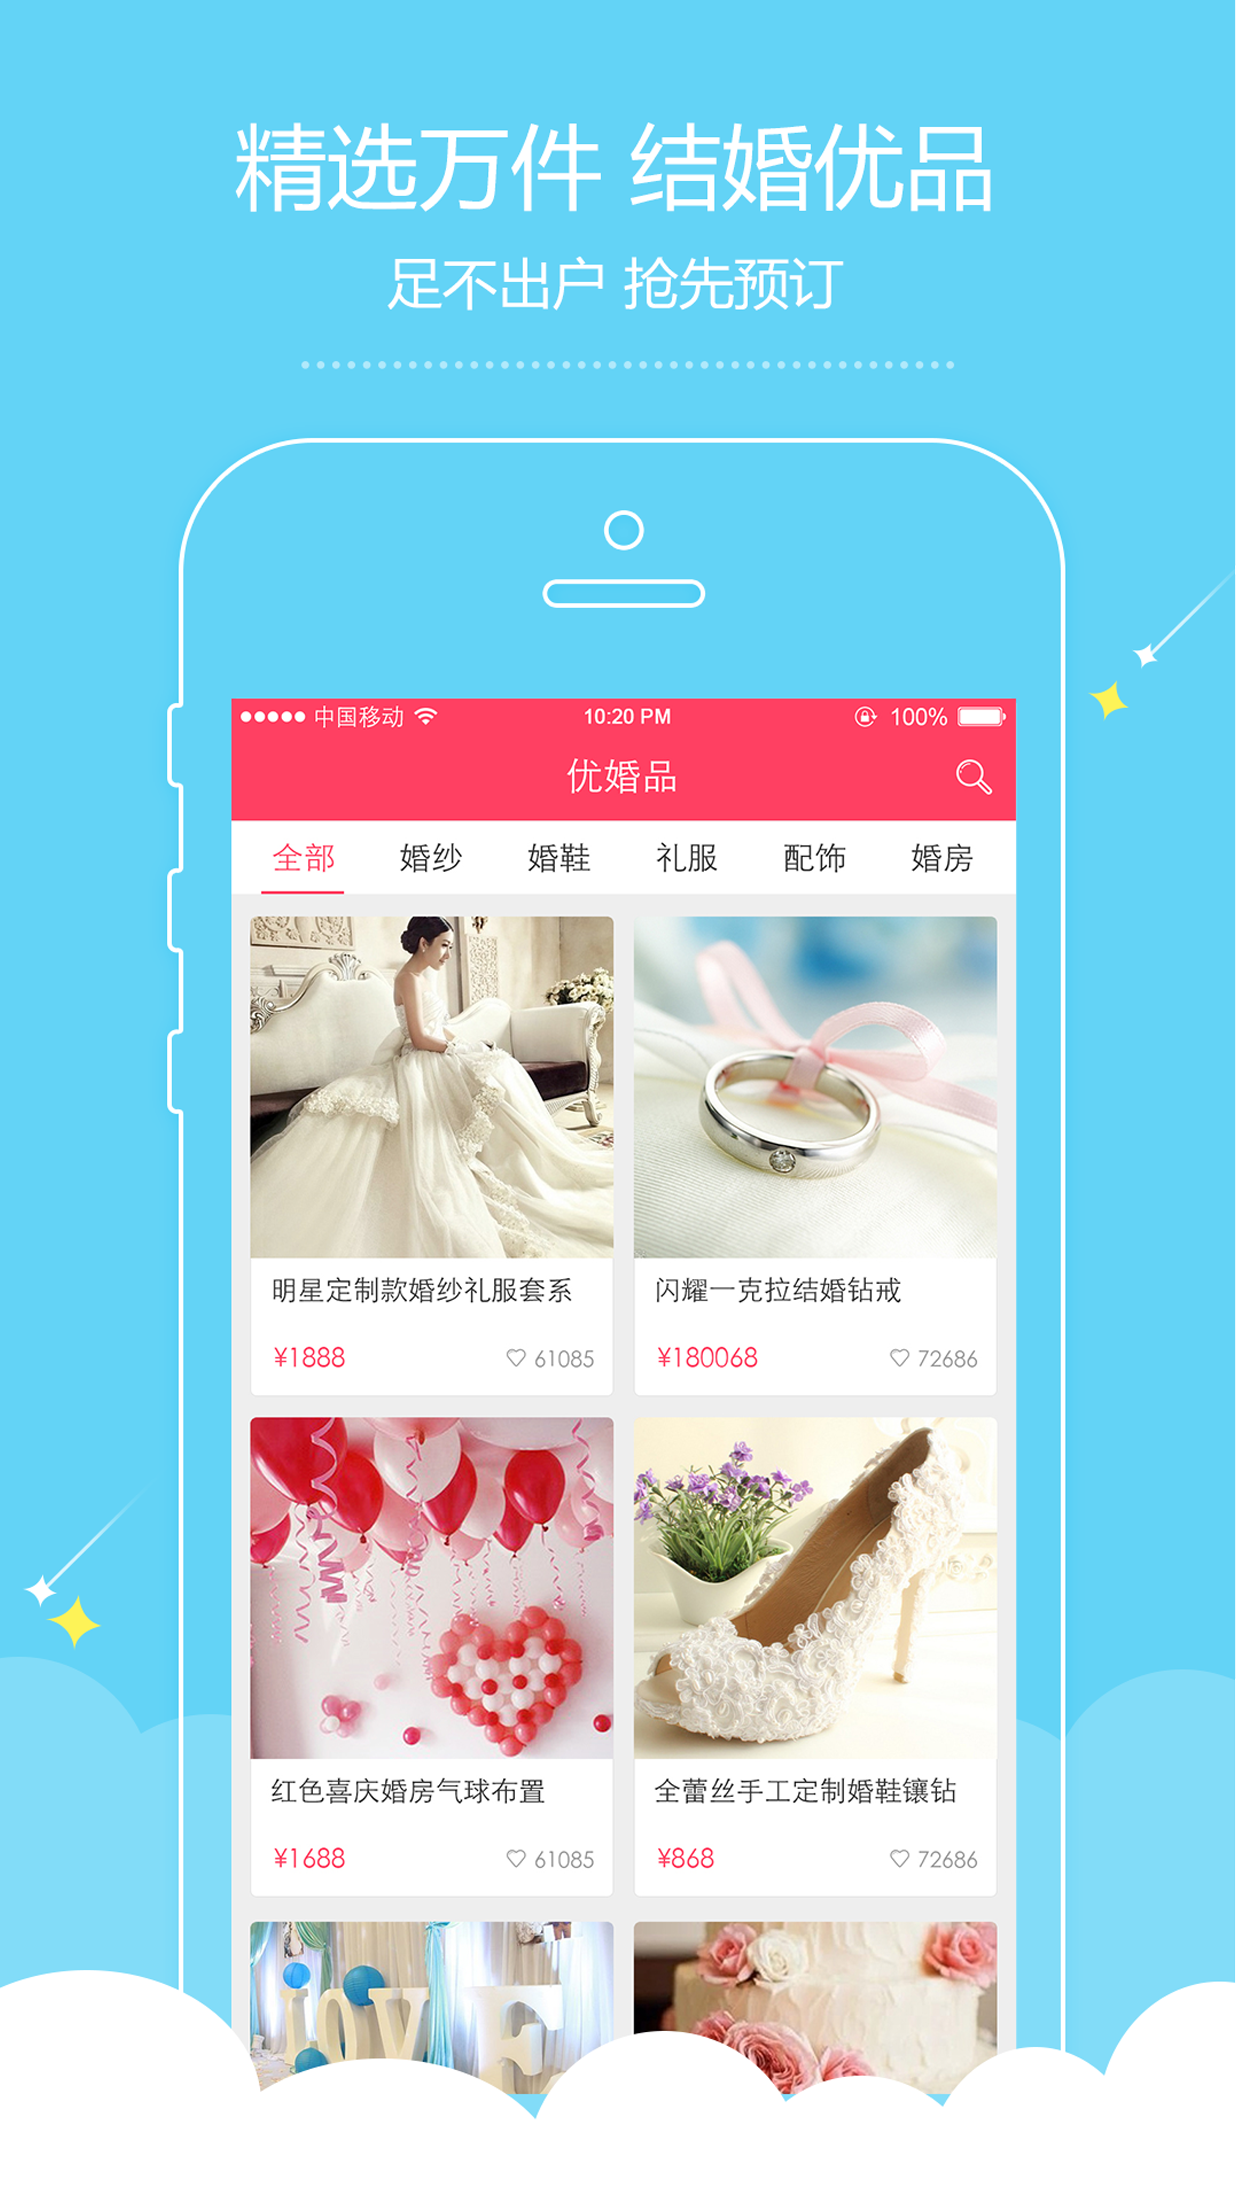 精选万件 结婚优品
足不出户 抢先预订
中国移动 10:20 PM 100%
优婚品
全部 婚纱 婚鞋 礼服 配饰 婚房
明星定制款婚纱礼服套系
¥1888 61085
闪耀一克拉结婚钻戒
¥180068 72686
红色喜庆婚房气球布置
¥1688 61085
全蕾丝手工定制婚鞋镶钻
¥868 72686
LOVE